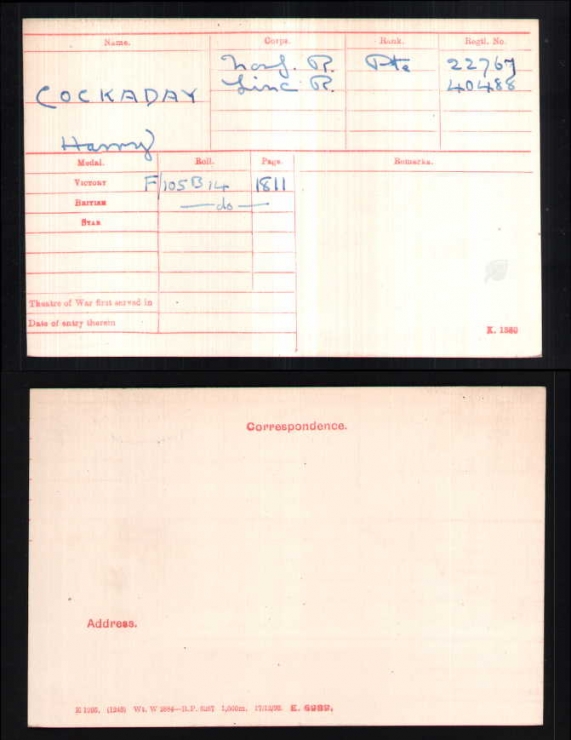 Name. Corps. Rank. Regtl. No.
Norf. R. Pte 22767
Linc R. 40488
COCKADAY
Harry
Medal. Roll. Page. Remarks.
VICTORY F/105B14 1811
BRITISH —do—
STAR
Theatre of War first served in
Date of entry therein
K. 1380
Correspondence.
Address.